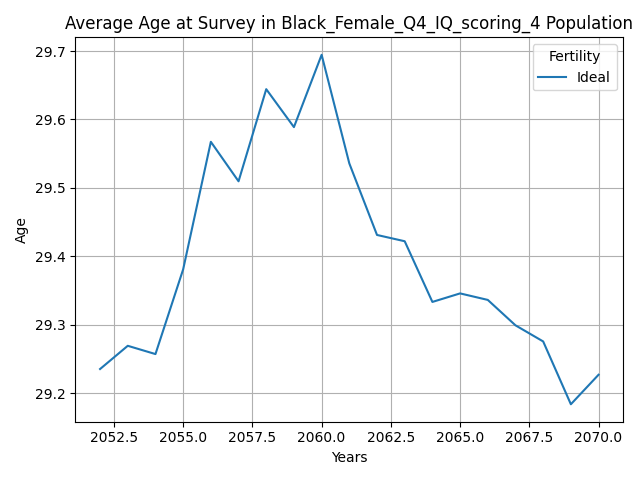 Average Age at Survey in Black_Female_Q4_IQ_scoring_4 Population
Fertility
Ideal
29.7
29.6
29.5
29.4
29.3
29.2
Age
2052.5 2055.0 2057.5 2060.0 2062.5 2065.0 2067.5 2070.0
Years